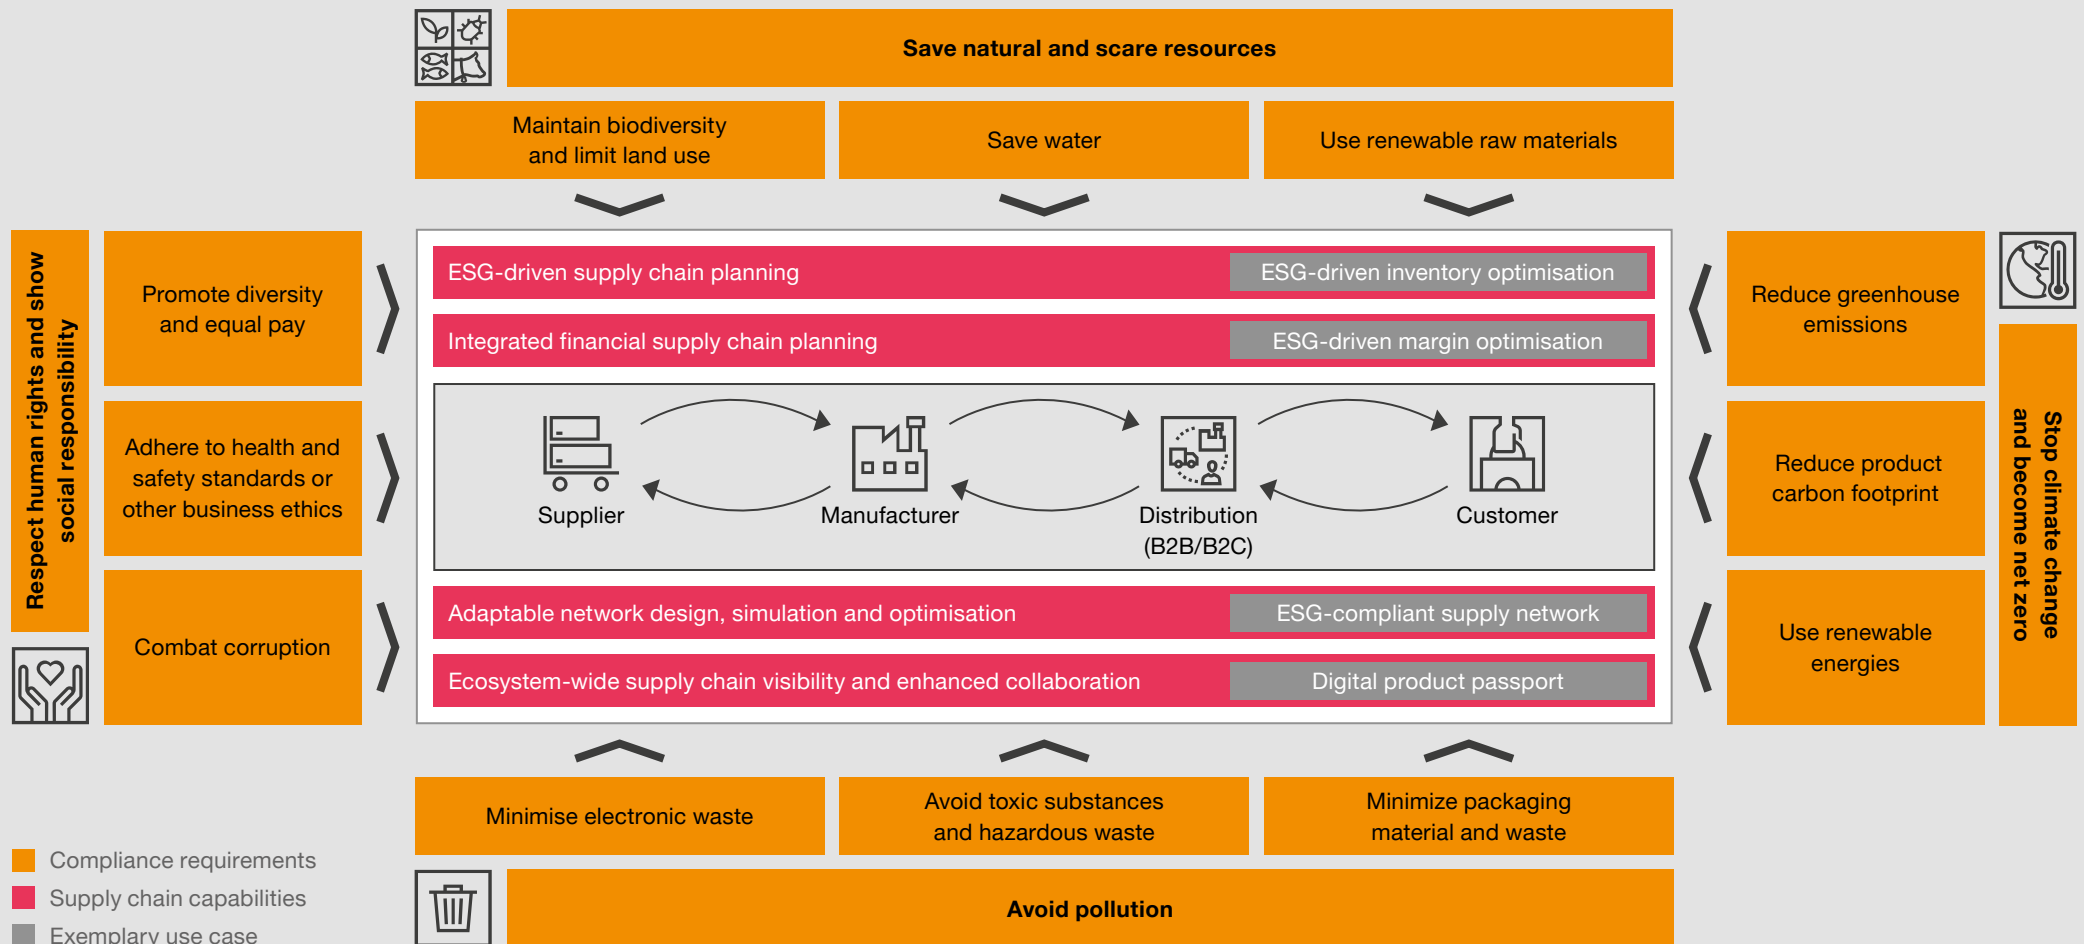 Save natural and scare resources
Maintain biodiversity
and limit land use
Save water
Use renewable raw materials
Respect human rights and show
social responsibility
Promote diversity
and equal pay
Adhere to health and
safety standards or
other business ethics
Combat corruption
ESG-driven supply chain planning
ESG-driven inventory optimisation
Integrated financial supply chain planning
ESG-driven margin optimisation
Supplier
Manufacturer
Distribution
(B2B/B2C)
Customer
Adaptable network design, simulation and optimisation
ESG-compliant supply network
Ecosystem-wide supply chain visibility and enhanced collaboration
Digital product passport
Reduce greenhouse
emissions
Reduce product
carbon footprint
Use renewable
energies
Stop climate change
and become net zero
Minimise electronic waste
Avoid toxic substances
and hazardous waste
Minimize packaging
material and waste
Avoid pollution
Compliance requirements
Supply chain capabilities
Exemplary use case